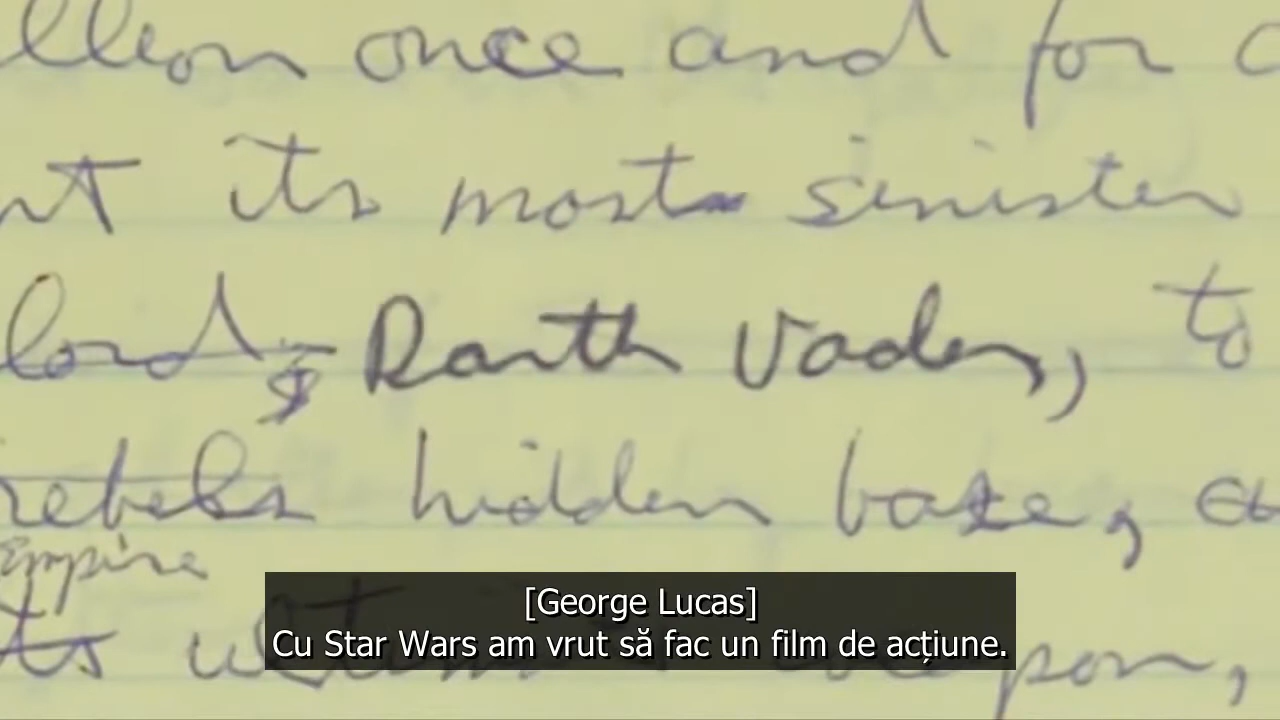 once and for
its most sinister
lord, Darth Vader, to
rebels hidden base,
Empire
[George Lucas]
Cu Star Wars am vrut să fac un film de acțiune.